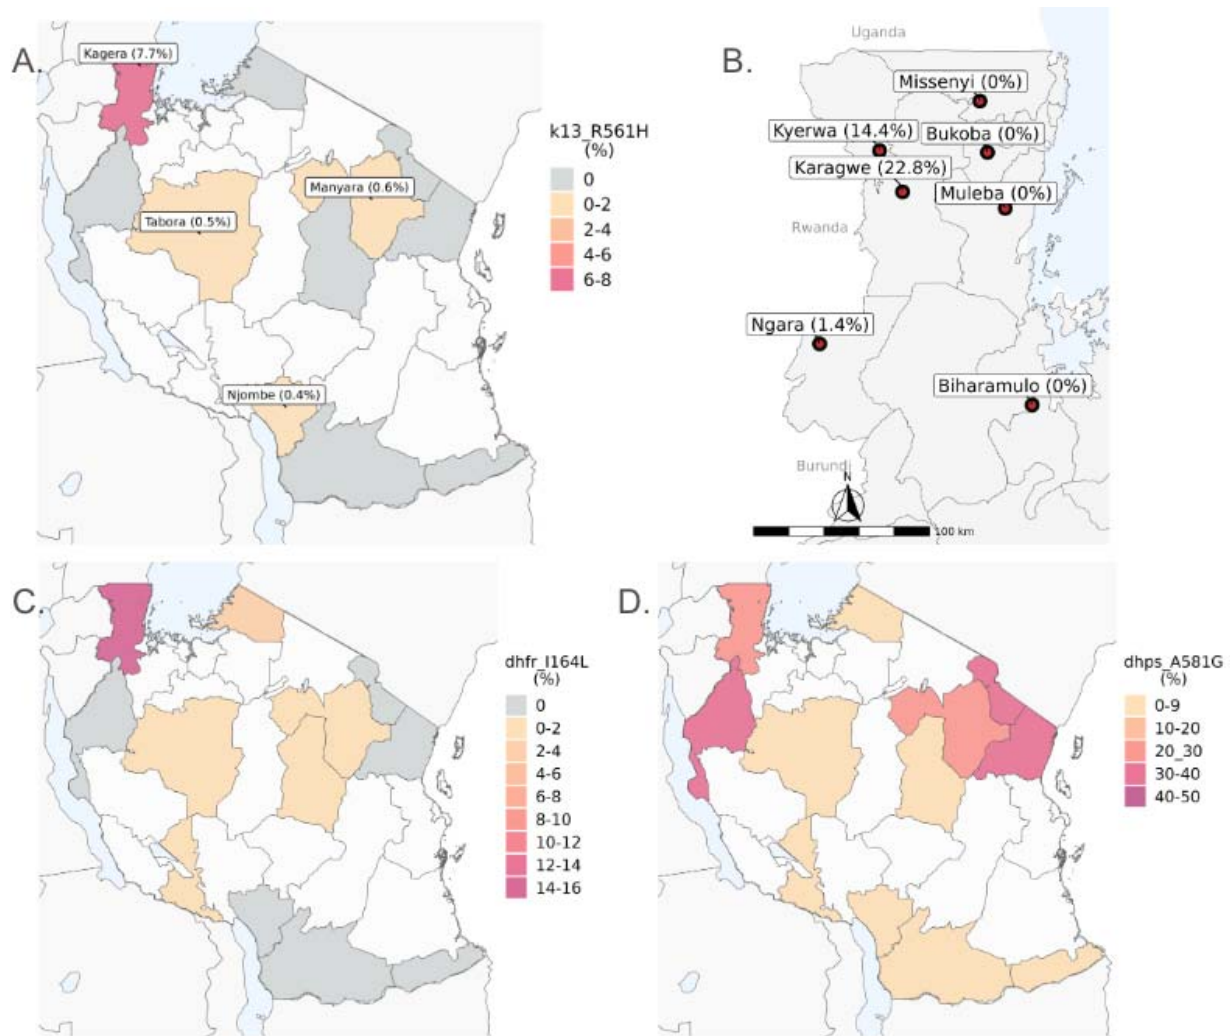 A.
Kagera (7.7%)
Manyara (0.6%)
Tabora (0.5%)
Njombe (0.4%)
k13_R561H
(%)
0
0-2
2-4
4-6
6-8
B.
Uganda
Missenyi (0%)
Kyerwa (14.4%)
Bukoba (0%)
Karagwe (22.8%)
Muleba (0%)
Rwanda
Ngara (1.4%)
Biharamulo (0%)
Burundi
N
100 km
C.
dhfr_I164L
(%)
0
0-2
2-4
4-6
6-8
8-10
10-12
12-14
14-16
D.
dhps_A581G
(%)
0-9
10-20
20_30
30-40
40-50